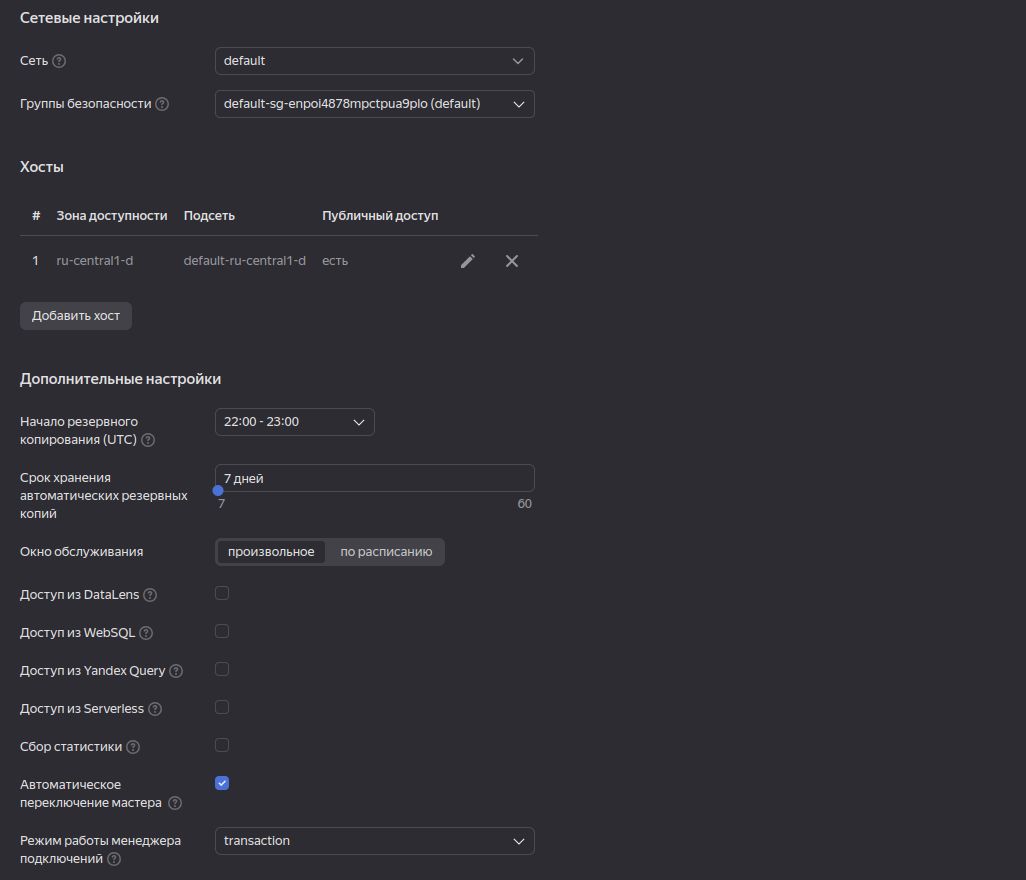 Сетевые настройки
Сеть
default
Группы безопасности
default-sg-enpoi4878mpctpua9plo (default)
Хосты
# Зона доступности Подсеть Публичный доступ
1 ru-central1-d default-ru-central1-d есть
Добавить хост
Дополнительные настройки
Начало резервного
копирования (UTC)
22:00 - 23:00
Срок хранения
автоматических резервных
копий
7 дней
7 60
Окно обслуживания
произвольное по расписанию
Доступ из DataLens
Доступ из WebSQL
Доступ из Yandex Query
Доступ из Serverless
Сбор статистики
Автоматическое
переключение мастера
Режим работы менеджера
подключений
transaction